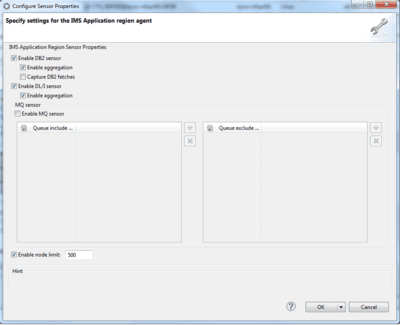 Configure Sensor Properties
Specify settings for the IMS Application region agent
IMS Application Region Sensor Properties
Enable DB2 sensor
Enable aggregation
Capture DB2 fetches
Enable DL/I sensor
Enable aggregation
MQ sensor
Enable MQ sensor
Queue include ... Queue exclude ...
Enable node limit: 500
Hint
OK Cancel